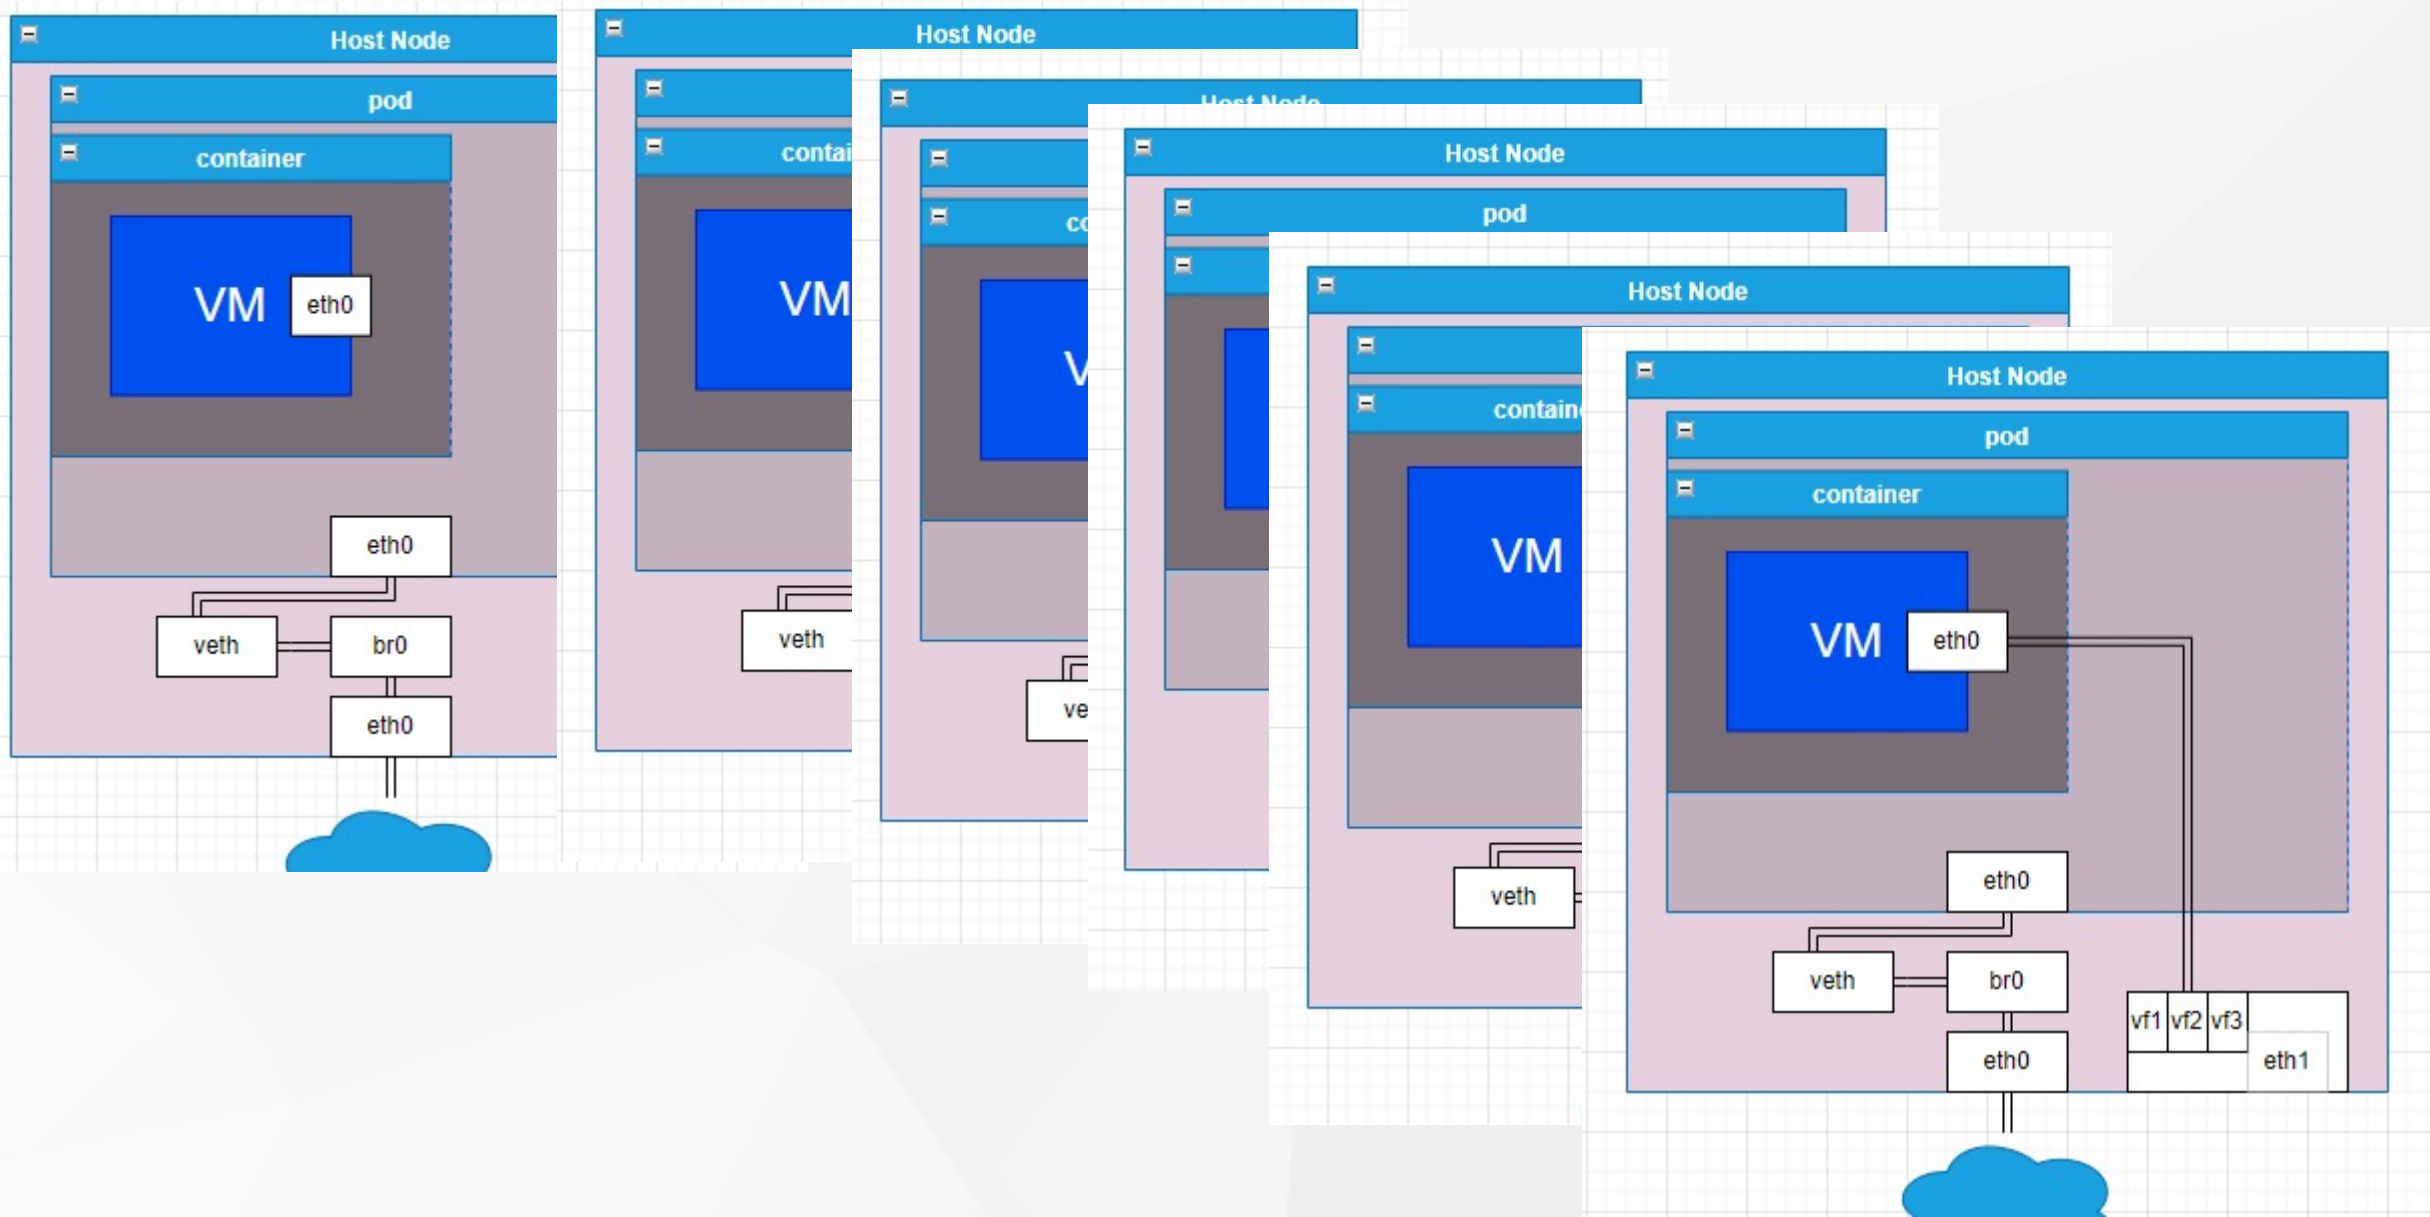 Host Node
pod
container
VM
eth0
eth0
veth
br0
eth0
Host Node
VM
veth
Host Node
Host Node
pod
Host Node
VM
veth
Host Node
pod
container
VM
eth0
eth0
veth
br0
vf1
vf2
vf3
eth0
eth1